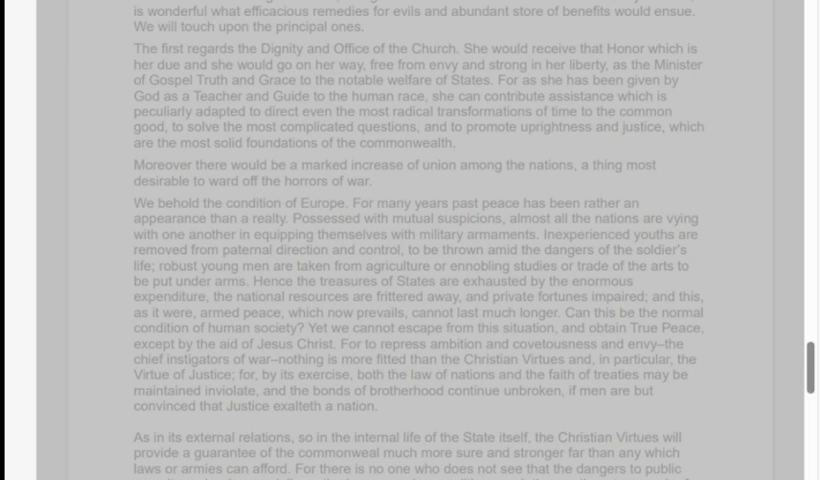 is wonderful what efficacious remedies for evils and abundant store of benefits would ensue.
We will touch upon the principal ones.
The first regards the Dignity and Office of the Church. She would receive that Honor which is
her due and she would go on her way, free from envy and strong in her liberty, as the Minister
of Gospel Truth and Grace to the notable welfare of States. For as she has been given by
God as a Teacher and Guide to the human race, she can contribute assistance which is
peculiarly adapted to direct even the most radical transformations of time to the common
good, to solve the most complicated questions, and to promote uprightness and justice, which
are the most solid foundations of the commonwealth.
Moreover there would be a marked increase of union among the nations, a thing most
desirable to ward off the horrors of war.
We behold the condition of Europe. For many years past peace has been rather an
appearance than a realty. Possessed with mutual suspicions, almost all the nations are vying
with one another in equipping themselves with military armaments. Inexperienced youths are
removed from paternal direction and control, to be thrown amid the dangers of the soldier's
life; robust young men are taken from agriculture or ennobling studies or trade of the arts to
be put under arms. Hence the treasures of States are exhausted by the enormous
expenditure, the national resources are frittered away, and private fortunes impaired; and this,
as it were, armed peace, which now prevails, cannot last much longer. Can this be the normal
condition of human society? Yet we cannot escape from this situation, and obtain True Peace,
except by the aid of Jesus Christ. For to repress ambition and covetousness and envy–the
chief instigators of war–nothing is more fitted than the Christian Virtues and, in particular, the
Virtue of Justice; for, by its exercise, both the law of nations and the faith of treaties may be
maintained inviolate, and the bonds of brotherhood continue unbroken, if men are but
convinced that Justice exalteth a nation.
As in its external relations, so in the internal life of the State itself, the Christian Virtues will
provide a guarantee of the commonweal much more sure and stronger far than any which
laws or armies can afford. For there is no one who does not see that the dangers to public